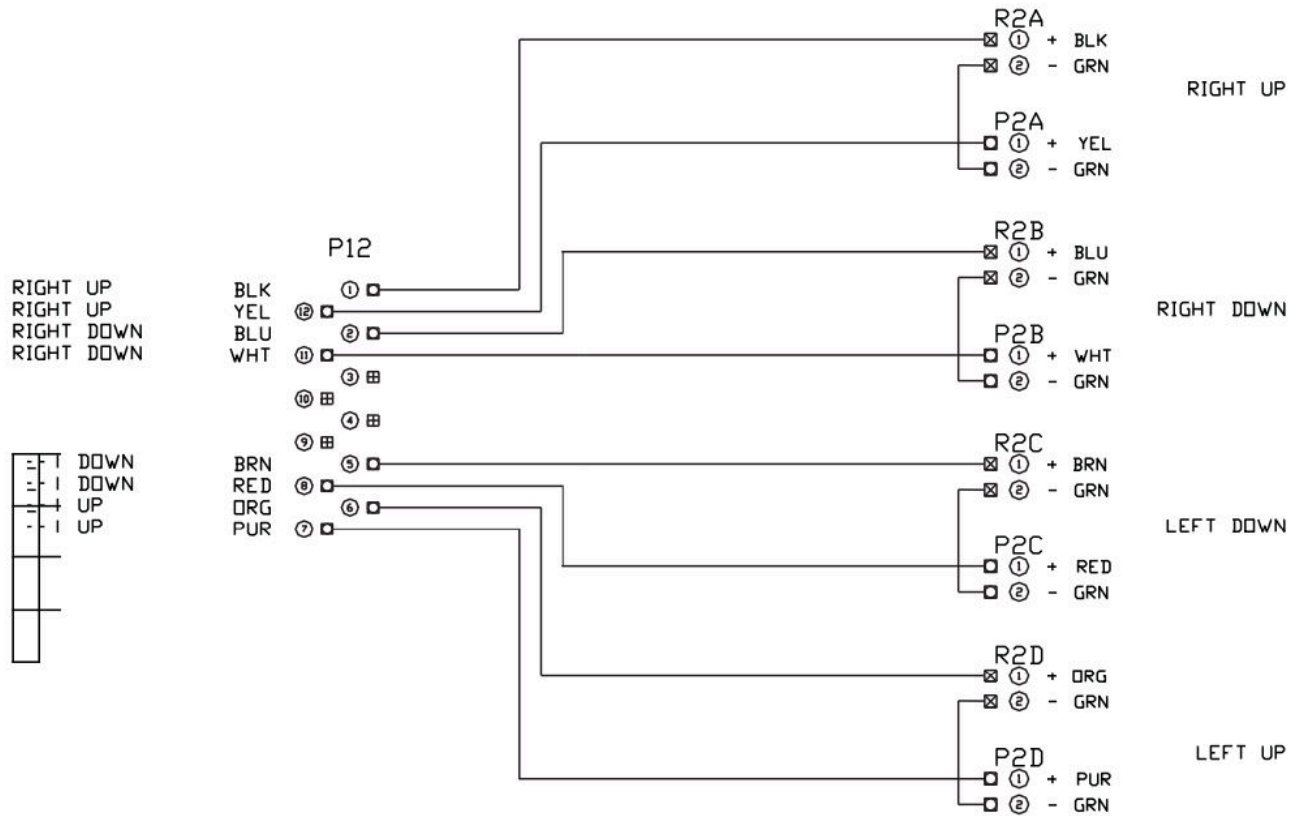 R2A
① + BLK
② - GRN
RIGHT UP
P2A
① + YEL
② - GRN
R2B
① + BLU
② - GRN
RIGHT DOWN
P2B
① + WHT
② - GRN
P12
RIGHT UP BLK ①
RIGHT UP YEL ⑫
RIGHT DOWN BLU ②
RIGHT DOWN WHT ⑪
③
⑩
④
⑨
DOWN BRN ⑤
DOWN RED ⑧
UP ORG ⑥
UP PUR ⑦
R2C
① + BRN
② - GRN
LEFT DOWN
P2C
① + RED
② - GRN
R2D
① + ORG
② - GRN
LEFT UP
P2D
① + PUR
② - GRN